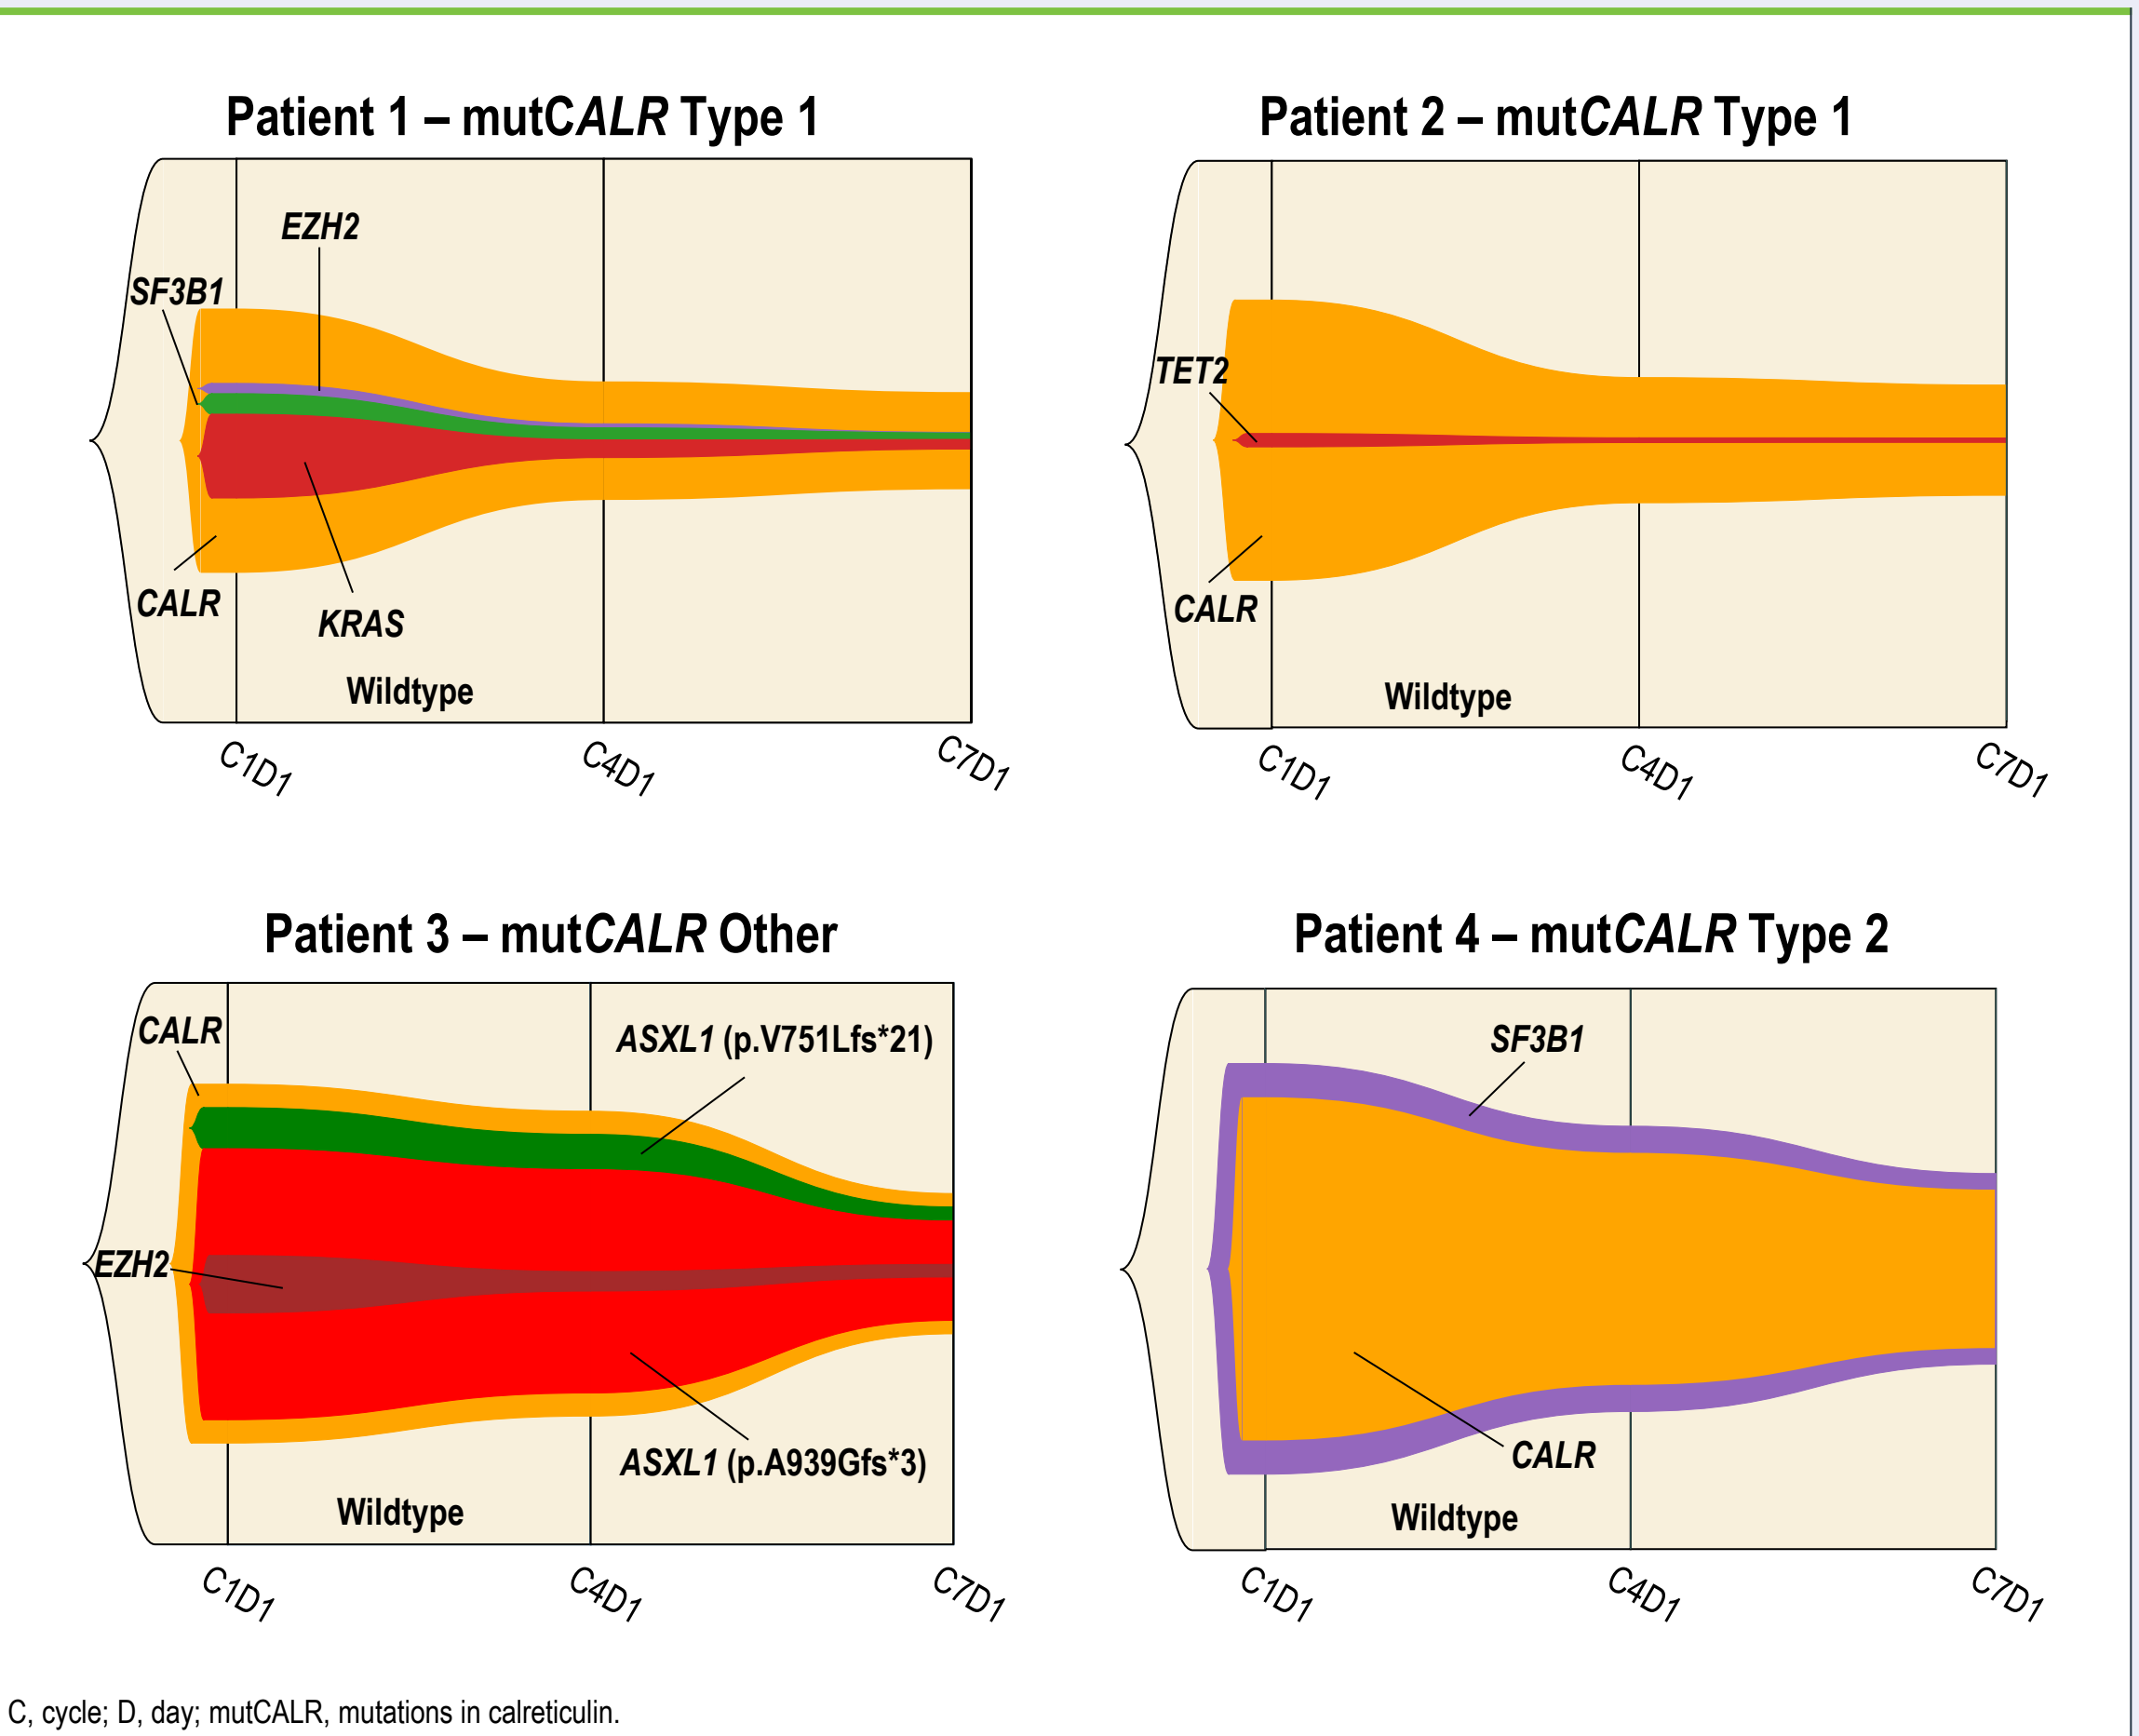 Patient 1 – mutCALR Type 1
EZH2
SF3B1
CALR
KRAS
Wildtype
C1D1
C4D1
C7D1
Patient 2 – mutCALR Type 1
TET2
CALR
Wildtype
C1D1
C4D1
C7D1
Patient 3 – mutCALR Other
CALR
ASXL1 (p.V751Lfs*21)
EZH2
ASXL1 (p.A939Gfs*3)
Wildtype
C1D1
C4D1
C7D1
Patient 4 – mutCALR Type 2
SF3B1
CALR
Wildtype
C1D1
C4D1
C7D1
C, cycle; D, day; mutCALR, mutations in calreticulin.